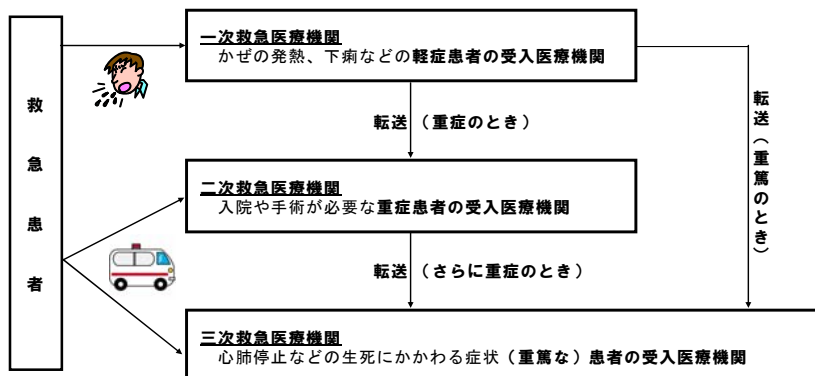 救急患者
一次救急医療機関
かぜの発熱、下痢などの軽症患者の受入医療機関
転送（重症のとき）
転送（重篤のとき）
二次救急医療機関
入院や手術が必要な重症患者の受入医療機関
転送（さらに重症のとき）
三次救急医療機関
心肺停止などの生死にかかわる症状（重篤な）患者の受入医療機関